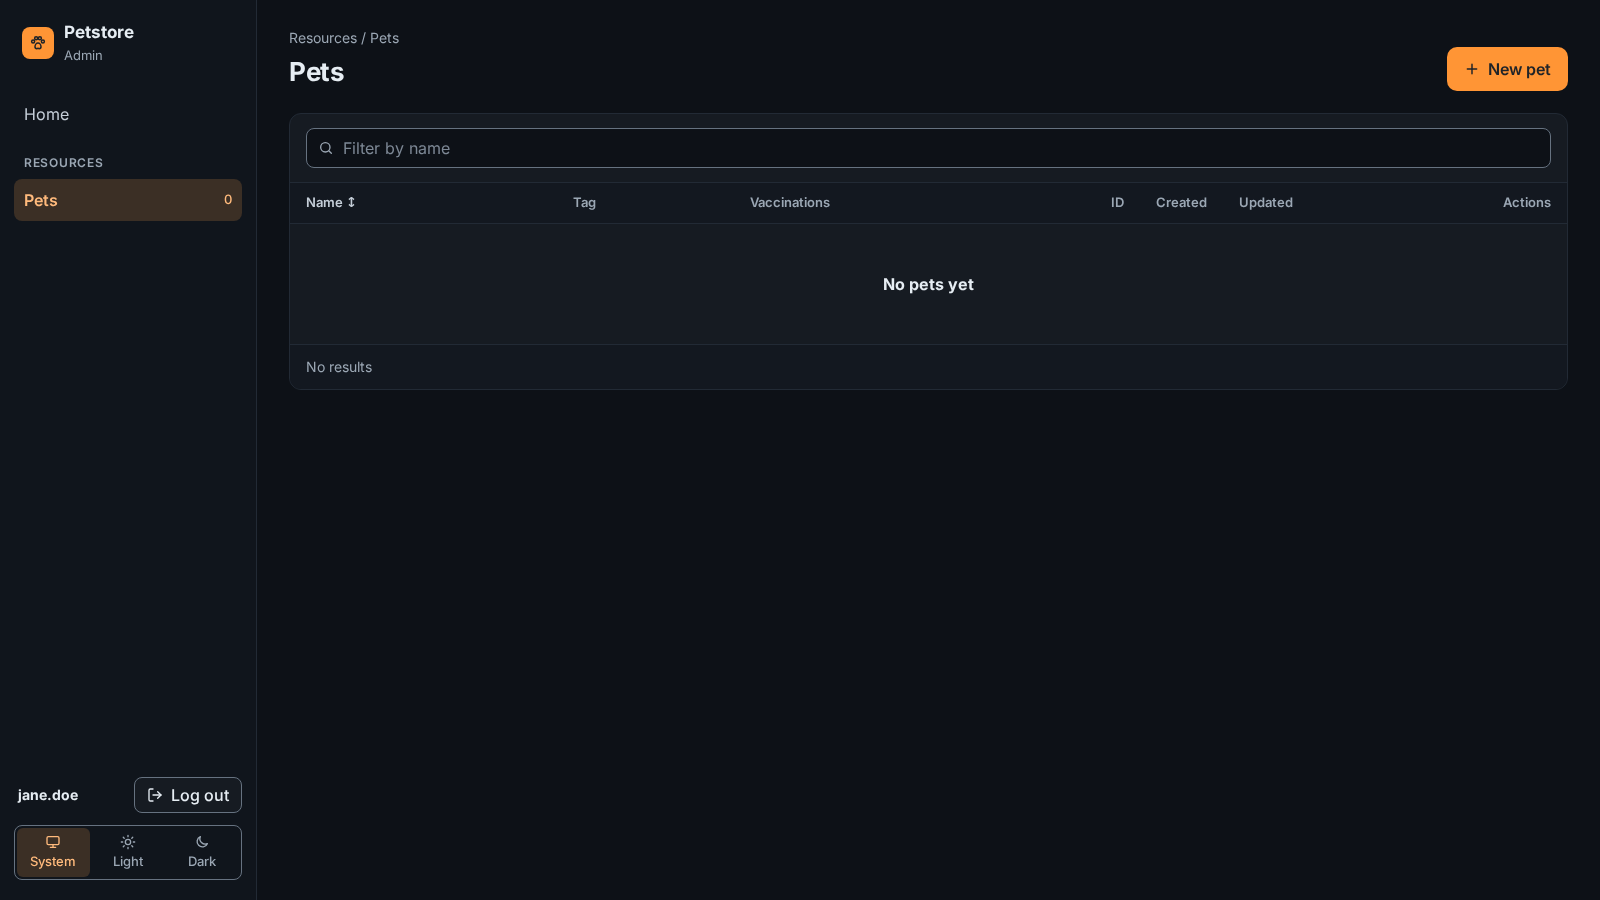 Petstore
Admin
Home
RESOURCES
Pets 0
jane.doe
Log out
System Light Dark
Resources / Pets
Pets
New pet
Filter by name
Name Tag Vaccinations ID Created Updated Actions
No pets yet
No results